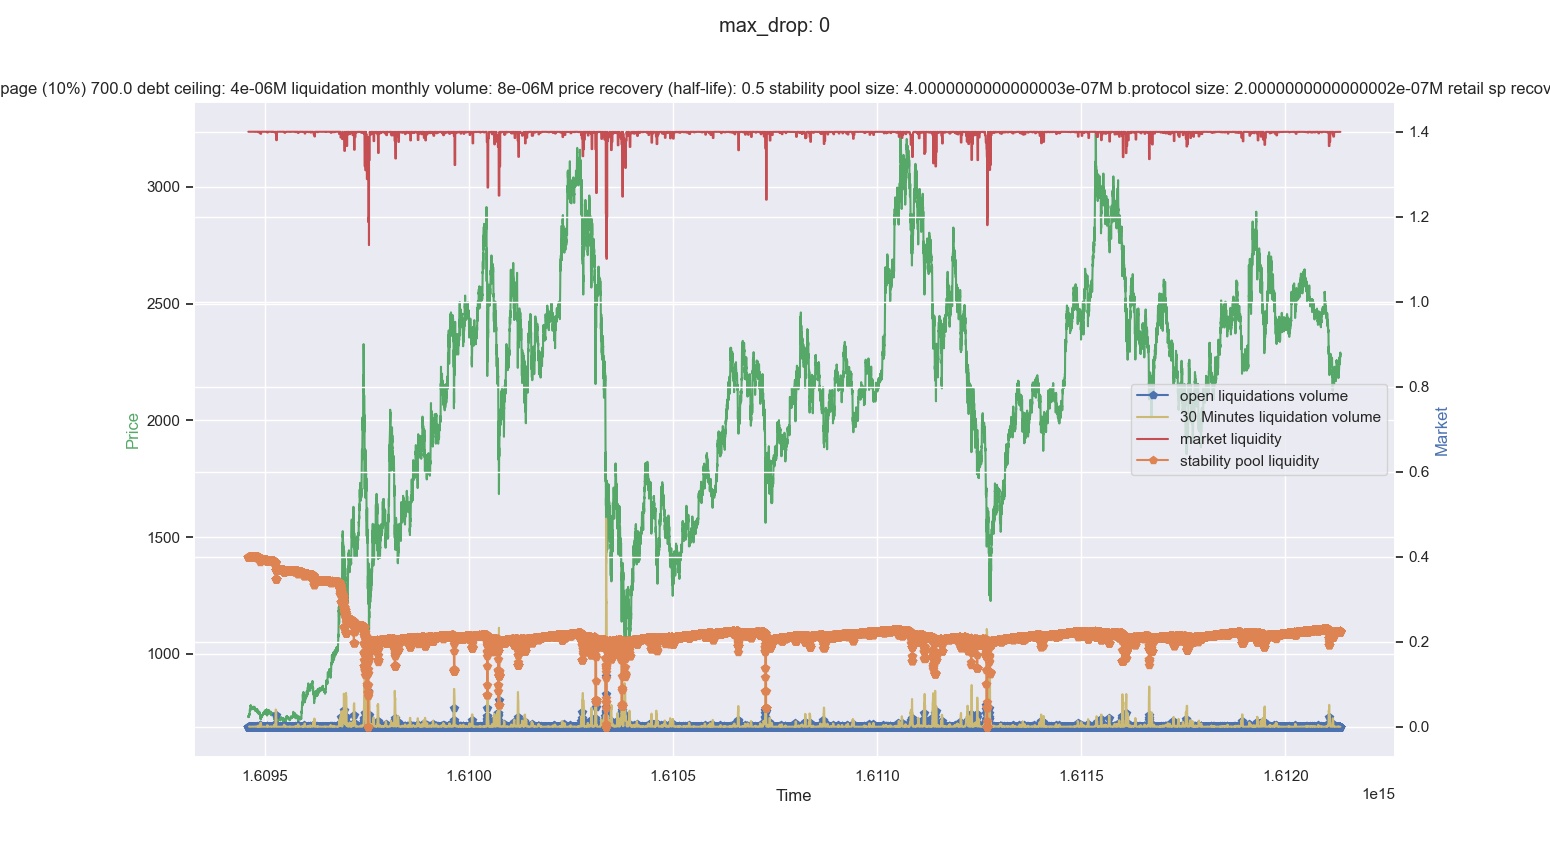 max_drop: 0
page (10%) 700.0 debt ceiling: 4e-06M liquidation monthly volume: 8e-06M price recovery (half-life): 0.5 stability pool size: 4.0000000000000003e-07M b.protocol size: 2.0000000000000002e-07M retail sp recov
3000
2500
2000
1500
1000
Price
1.4
1.2
1.0
0.8
0.6
0.4
0.2
0.0
Market
open liquidations volume
30 Minutes liquidation volume
market liquidity
stability pool liquidity
1.6095 1.6100 1.6105 1.6110 1.6115 1.6120
Time
1e15